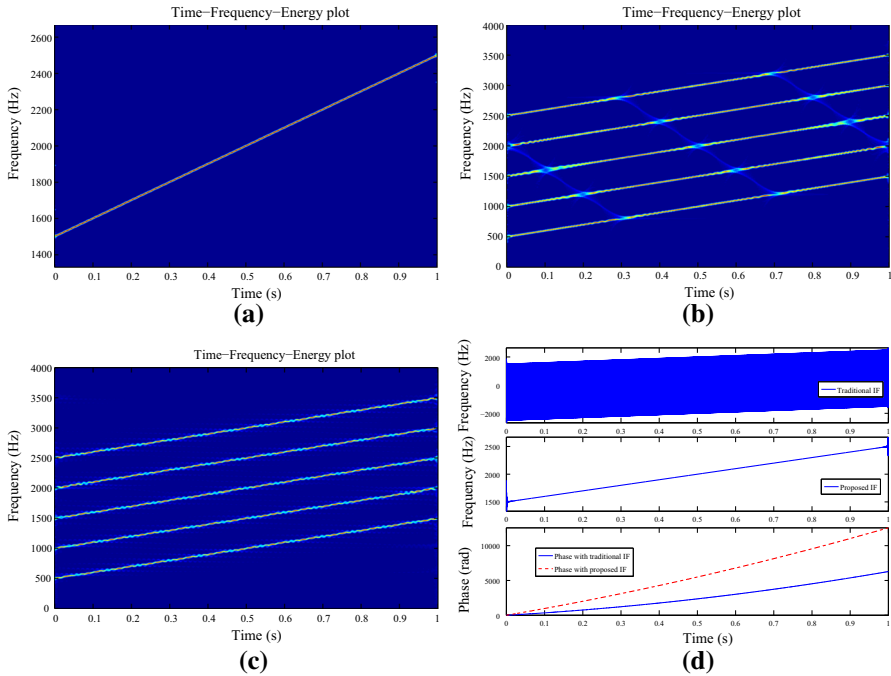 Time−Frequency−Energy plot
Frequency (Hz)
2600
2400
2200
2000
1800
1600
1400
0 0.1 0.2 0.3 0.4 0.5 0.6 0.7 0.8 0.9 1
Time (s)
(a)
Time−Frequency−Energy plot
Frequency (Hz)
4000
3500
3000
2500
2000
1500
1000
500
0
0 0.1 0.2 0.3 0.4 0.5 0.6 0.7 0.8 0.9 1
Time (s)
(b)
Time−Frequency−Energy plot
Frequency (Hz)
4000
3500
3000
2500
2000
1500
1000
500
0
0 0.1 0.2 0.3 0.4 0.5 0.6 0.7 0.8 0.9 1
Time (s)
(c)
Frequency (Hz)
2000
0
−2000
Traditional IF
0 0.1 0.2 0.3 0.4 0.5 0.6 0.7 0.8 0.9 1
Frequency (Hz)
2500
2000
1500
Proposed IF
0 0.1 0.2 0.3 0.4 0.5 0.6 0.7 0.8 0.9 1
Phase (rad)
10000
5000
0
Phase with traditional IF
Phase with proposed IF
0 0.1 0.2 0.3 0.4 0.5 0.6 0.7 0.8 0.9 1
Time (s)
(d)